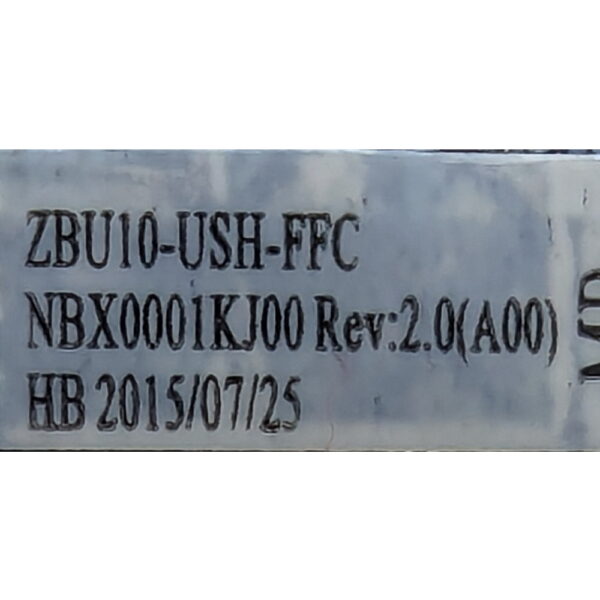 ZBU10-USH-FFC
NBX0001KJ00 Rev:2.0(A00)
HB 2015/07/25